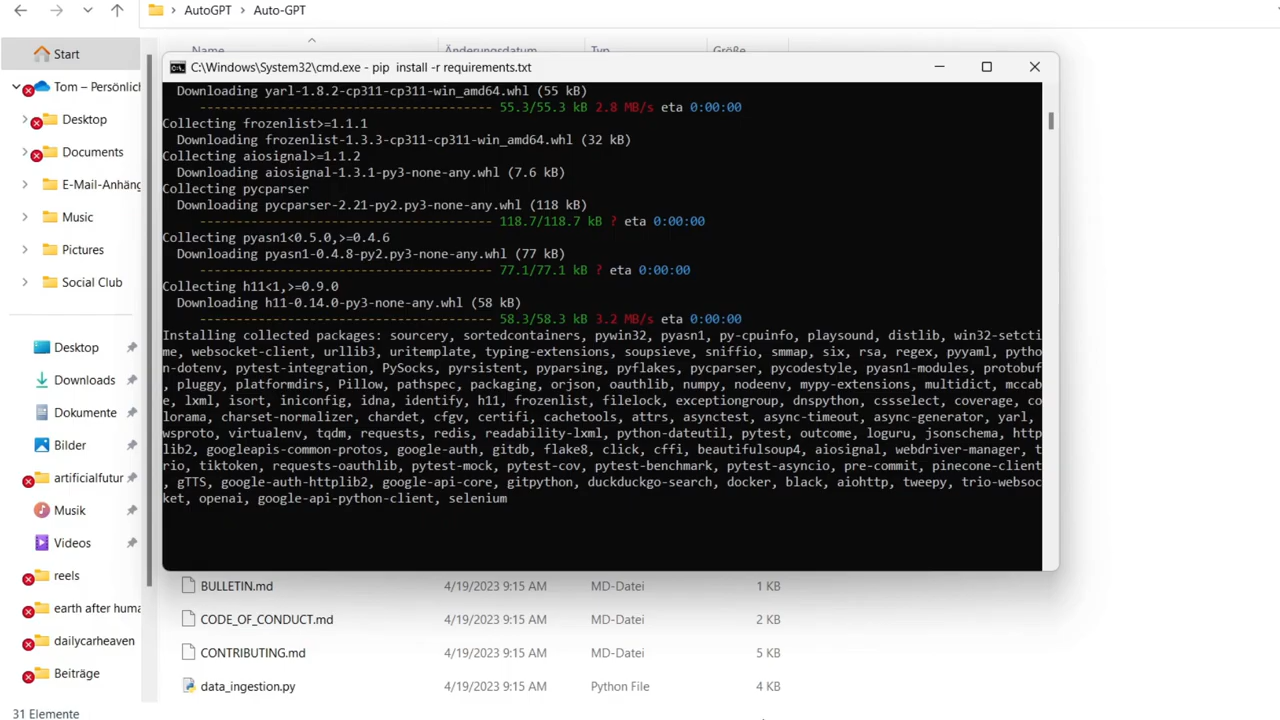 AutoGPT > Auto-GPT
Name Änderungsdatum Typ Größe
Start
Tom – Persönlich
Desktop
Documents
E-Mail-Anhäng
Music
Pictures
Social Club
Desktop
Downloads
Dokumente
Bilder
artificialfutur
Musik
Videos
reels
earth after huma
dailycarheaven
Beiträge
31 Elemente
C:\Windows\System32\cmd.exe - pip install -r requirements.txt
Downloading yarl-1.8.2-cp311-cp311-win_amd64.whl (55 kB)
---------------------------------------- 55.3/55.3 kB 2.8 MB/s eta 0:00:00
Collecting frozenlist>=1.1.1
Downloading frozenlist-1.3.3-cp311-cp311-win_amd64.whl (32 kB)
Collecting aiosignal>=1.1.2
Downloading aiosignal-1.3.1-py3-none-any.whl (7.6 kB)
Collecting pycparser
Downloading pycparser-2.21-py2.py3-none-any.whl (118 kB)
---------------------------------------- 118.7/118.7 kB ? eta 0:00:00
Collecting pyasn1<0.5.0,>=0.4.6
Downloading pyasn1-0.4.8-py2.py3-none-any.whl (77 kB)
---------------------------------------- 77.1/77.1 kB ? eta 0:00:00
Collecting h11<1,>=0.9.0
Downloading h11-0.14.0-py3-none-any.whl (58 kB)
---------------------------------------- 58.3/58.3 kB 3.2 MB/s eta 0:00:00
Installing collected packages: sourcery, sortedcontainers, pywin32, pyasn1, py-cpuinfo, playsound, distlib, win32-setcti
me, websocket-client, urllib3, uritemplate, typing-extensions, soupsieve, sniffio, smmap, six, rsa, regex, pyyaml, pytho
n-dotenv, pytest-integration, PySocks, pyrsistent, pyparsing, pyflakes, pycparser, pycodestyle, pyasn1-modules, protobuf
, pluggy, platformdirs, Pillow, pathspec, packaging, orjson, oauthlib, numpy, nodeenv, mypy-extensions, multidict, mccab
e, lxml, isort, iniconfig, idna, identify, h11, frozenlist, filelock, exceptiongroup, dnspython, cssselect, coverage, co
lorama, charset-normalizer, chardet, cfgv, certifi, cachetools, attrs, asynctest, async-timeout, async-generator, yarl,
wsproto, virtualenv, tqdm, requests, redis, readability-lxml, python-dateutil, pytest, outcome, loguru, jsonschema, http
lib2, googleapis-common-protos, google-auth, gitdb, flake8, click, cffi, beautifulsoup4, aiosignal, webdriver-manager, t
rio, tiktoken, requests-oauthlib, pytest-mock, pytest-cov, pytest-benchmark, pytest-asyncio, pre-commit, pinecone-client
, gTTS, google-auth-httplib2, google-api-core, gitpython, duckduckgo-search, docker, black, aiohttp, tweepy, trio-websoc
ket, openai, google-api-python-client, selenium
BULLETIN.md 4/19/2023 9:15 AM MD-Datei 1 KB
CODE_OF_CONDUCT.md 4/19/2023 9:15 AM MD-Datei 2 KB
CONTRIBUTING.md 4/19/2023 9:15 AM MD-Datei 5 KB
data_ingestion.py 4/19/2023 9:15 AM Python File 4 KB